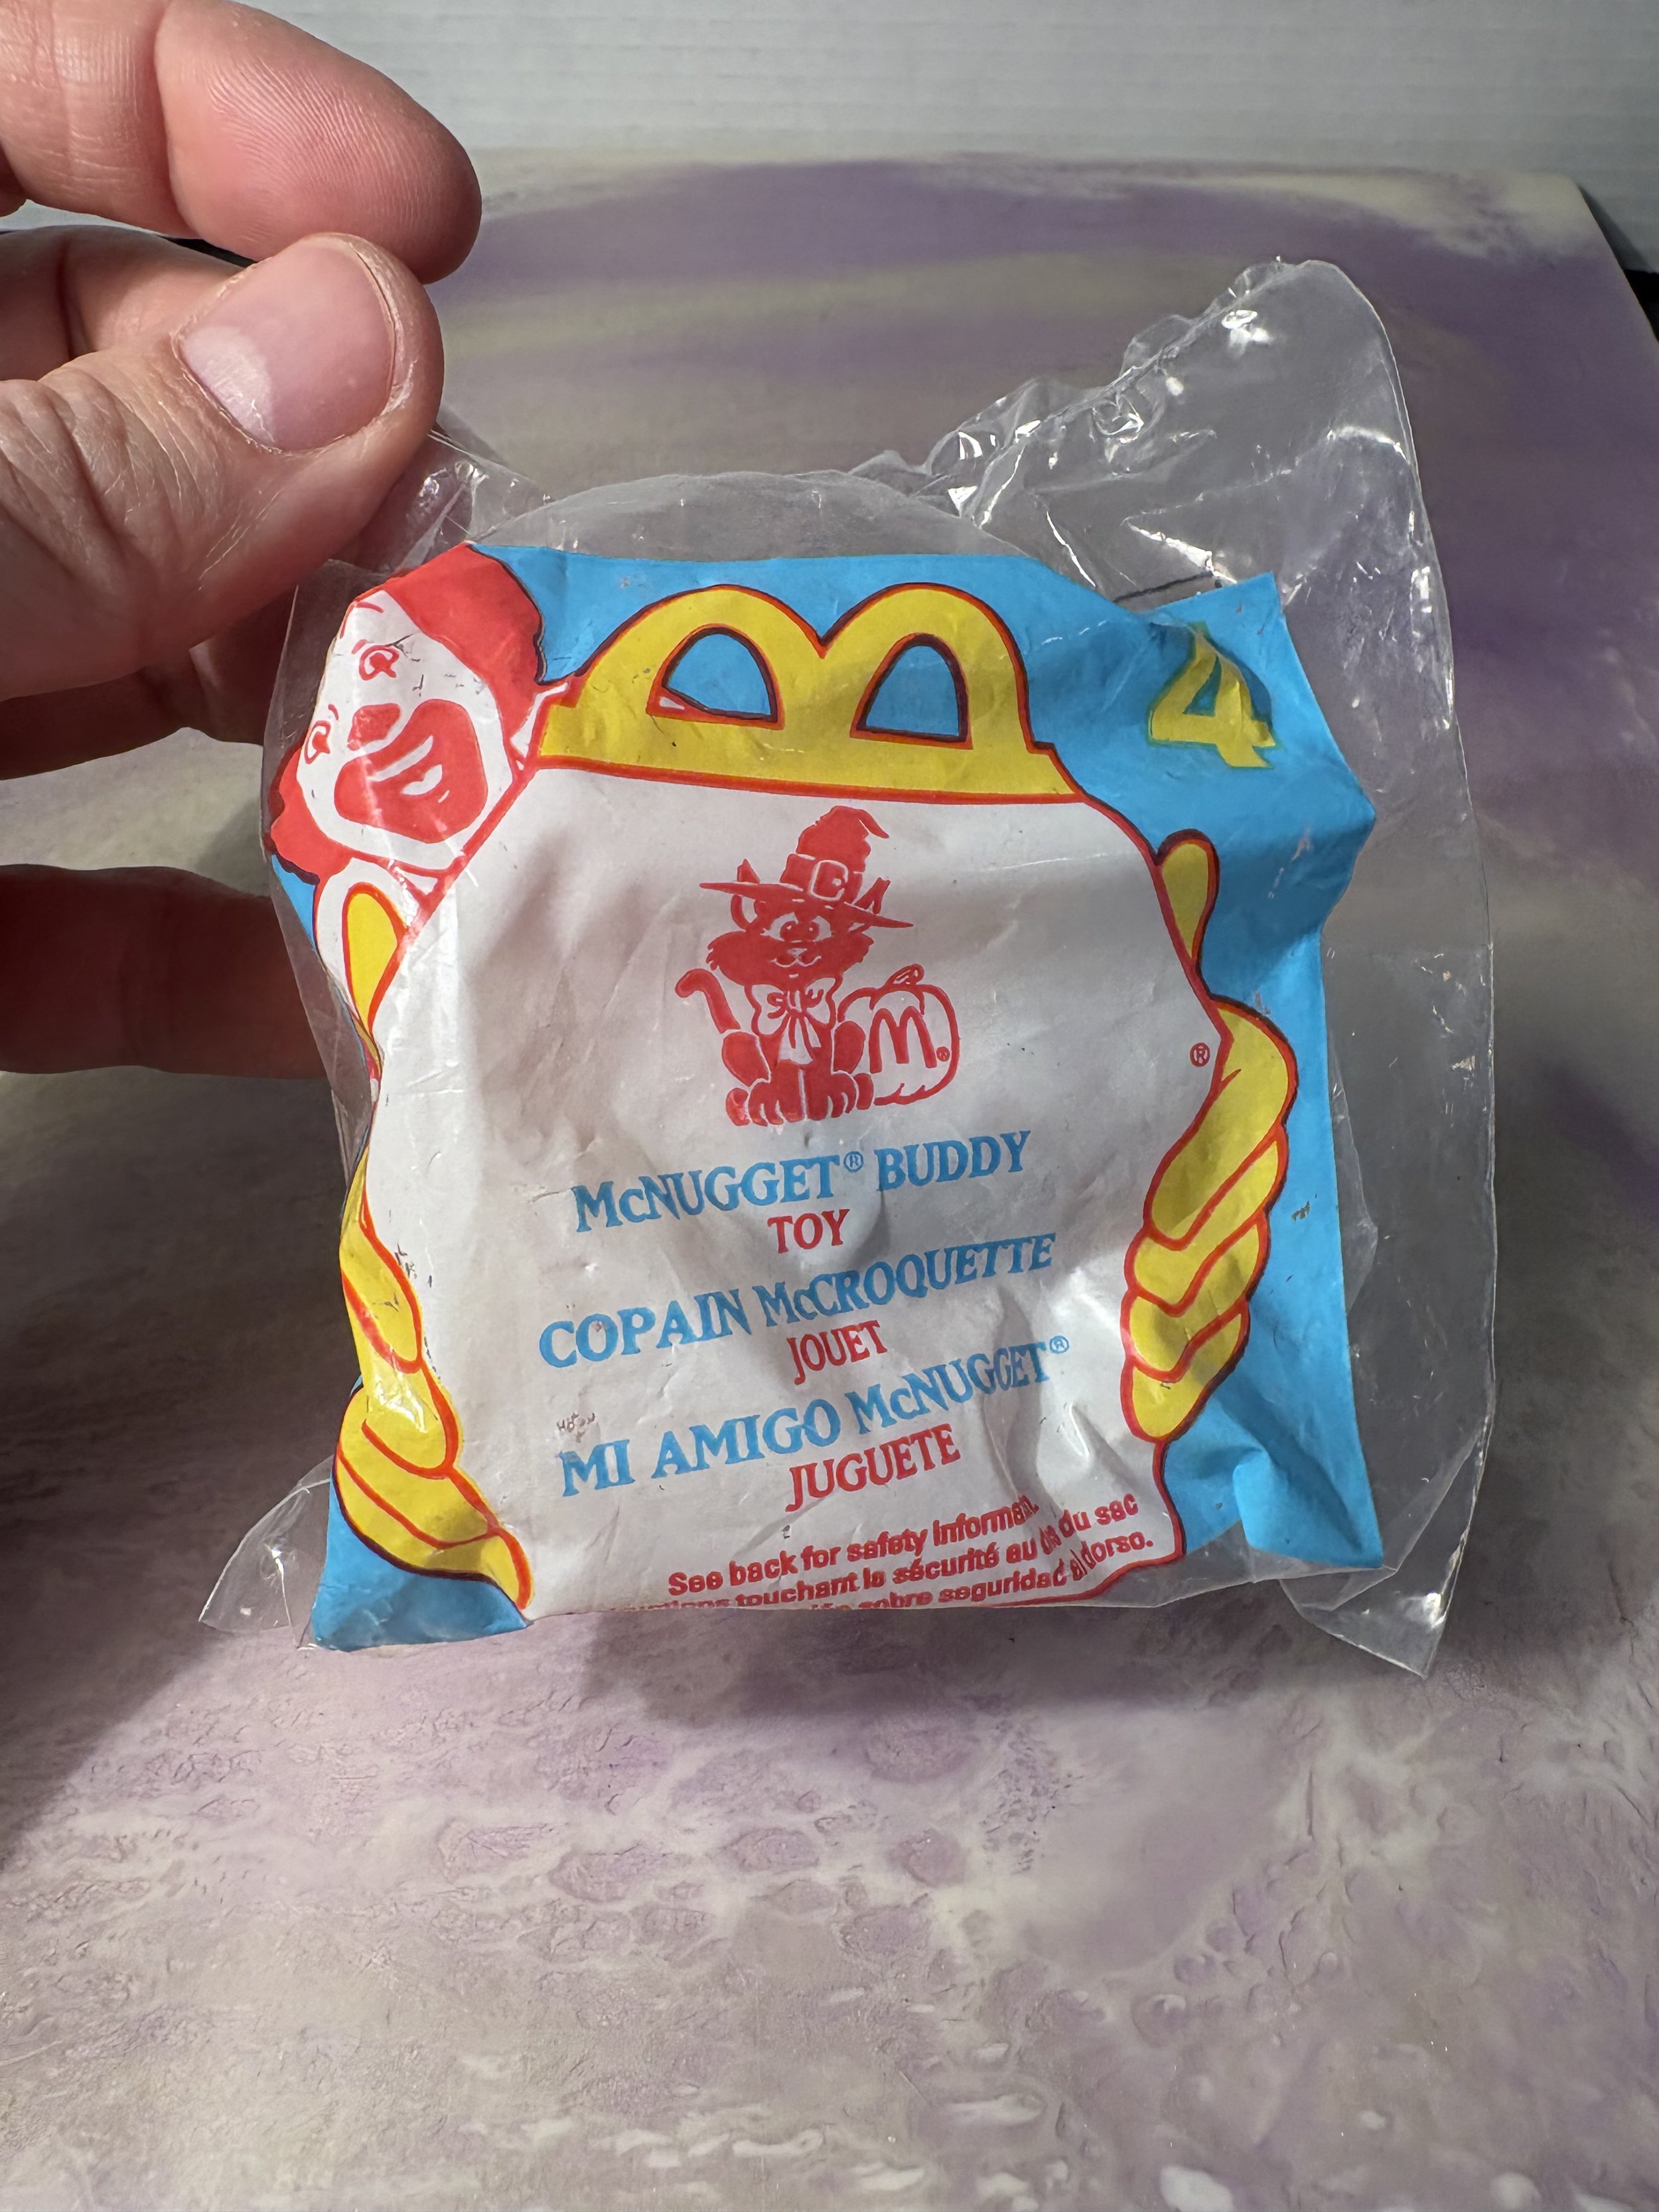 4
M®
®
McNUGGET® BUDDY
TOY
COPAIN McCROQUETTE
JOUET
MI AMIGO McNUGGET®
JUGUETE
See back for safety
touchant la sécurité au dos du sac
sobre seguridad al dorso.